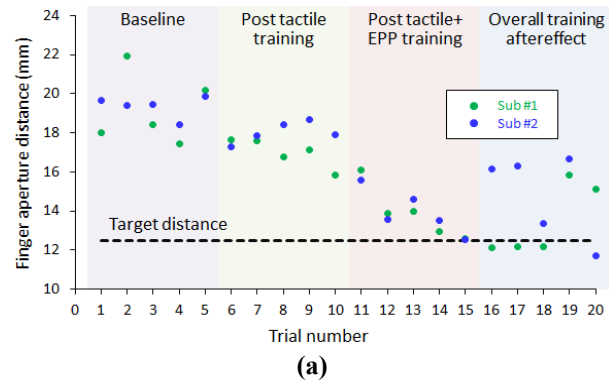 Baseline
Post tactile
training
Post tactile+
EPP training
Overall training
aftereffect
Finger aperture distance (mm)
24
22
20
18
16
14
12
10
Sub #1
Sub #2
Target distance
1 2 3 4 5 6 7 8 9 10 11 12 13 14 15 16 17 18 19 20
Trial number
(a)